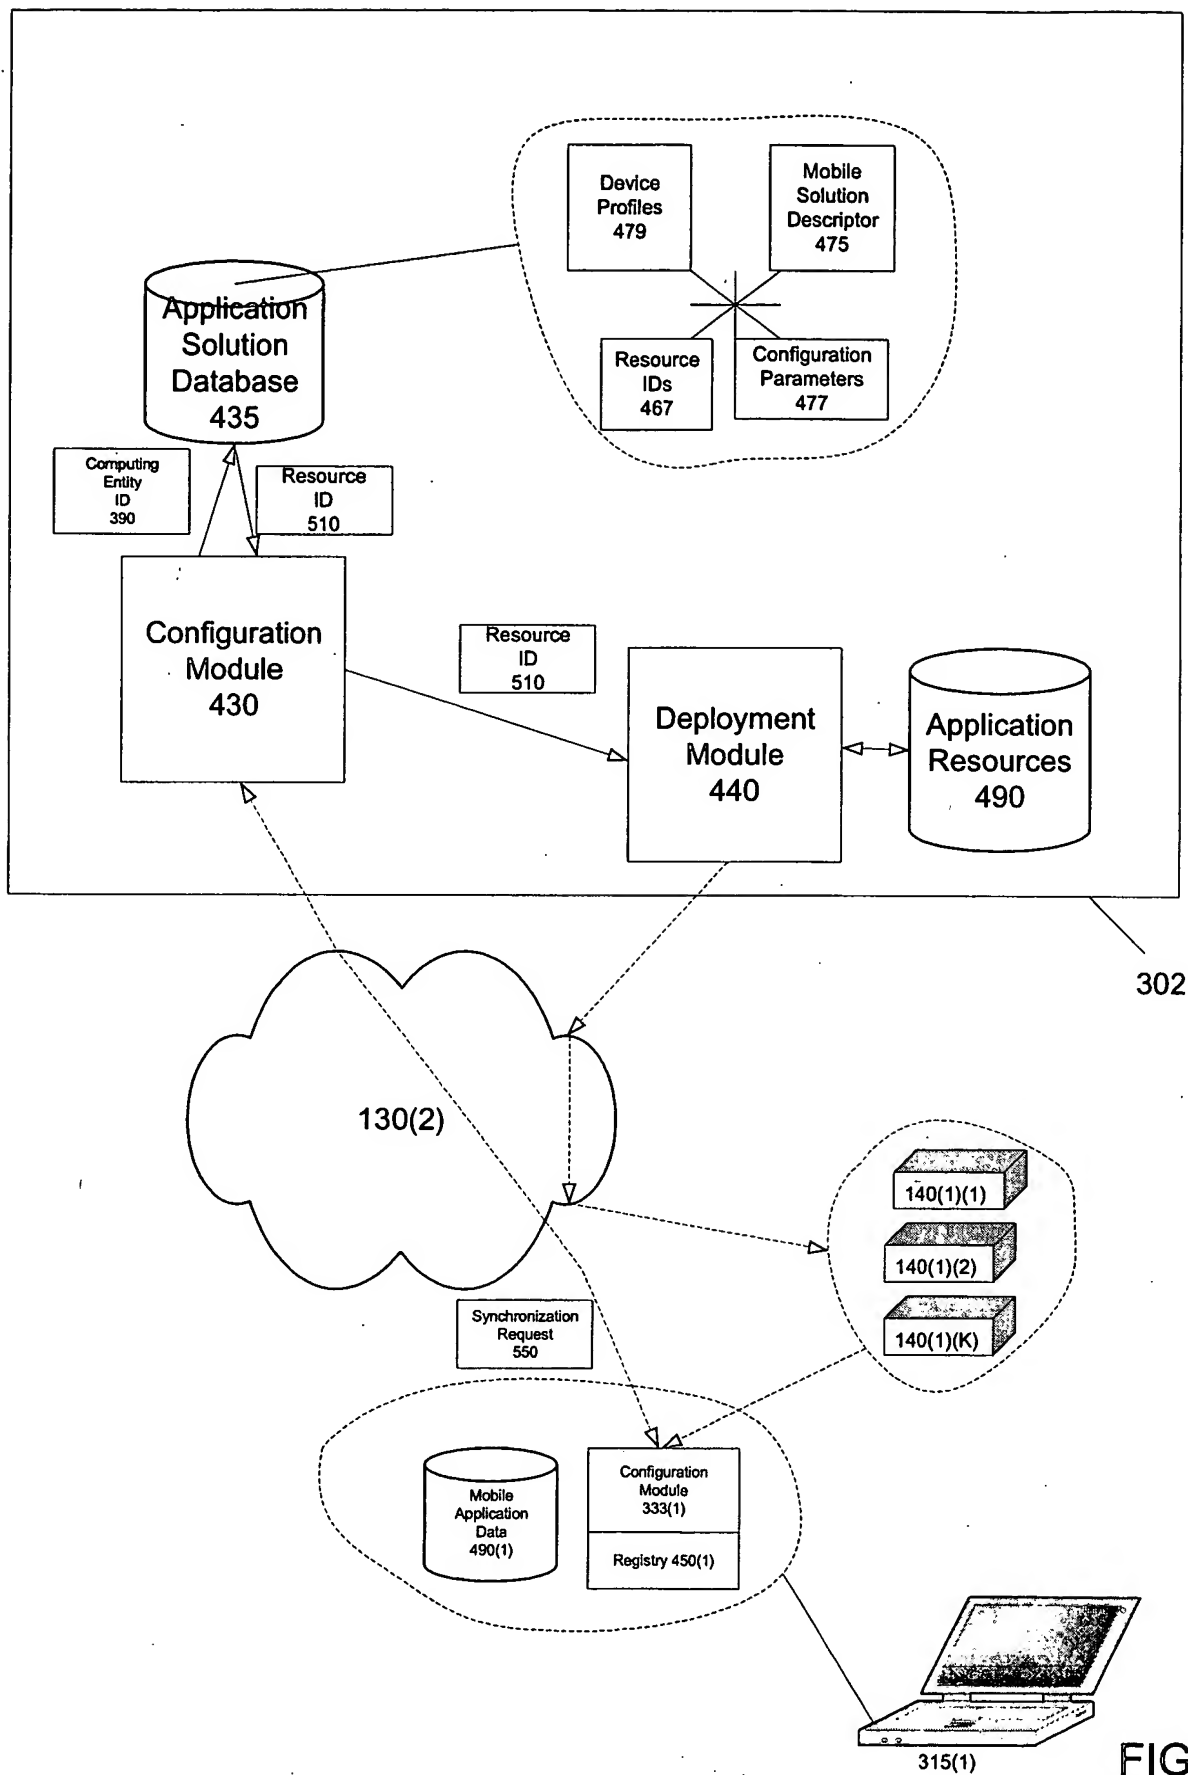 Device
Profiles
479
Mobile
Solution
Descriptor
475
Resource
IDs
467
Configuration
Parameters
477
Application
Solution
Database
435
Computing
Entity
ID
390
Resource
ID
510
Configuration
Module
430
Resource
ID
510
Deployment
Module
440
Application
Resources
490
302
130(2)
140(1)(1)
140(1)(2)
140(1)(K)
Synchronization
Request
550
Mobile
Application
Data
490(1)
Configuration
Module
333(1)
Registry 450(1)
315(1)
FIG